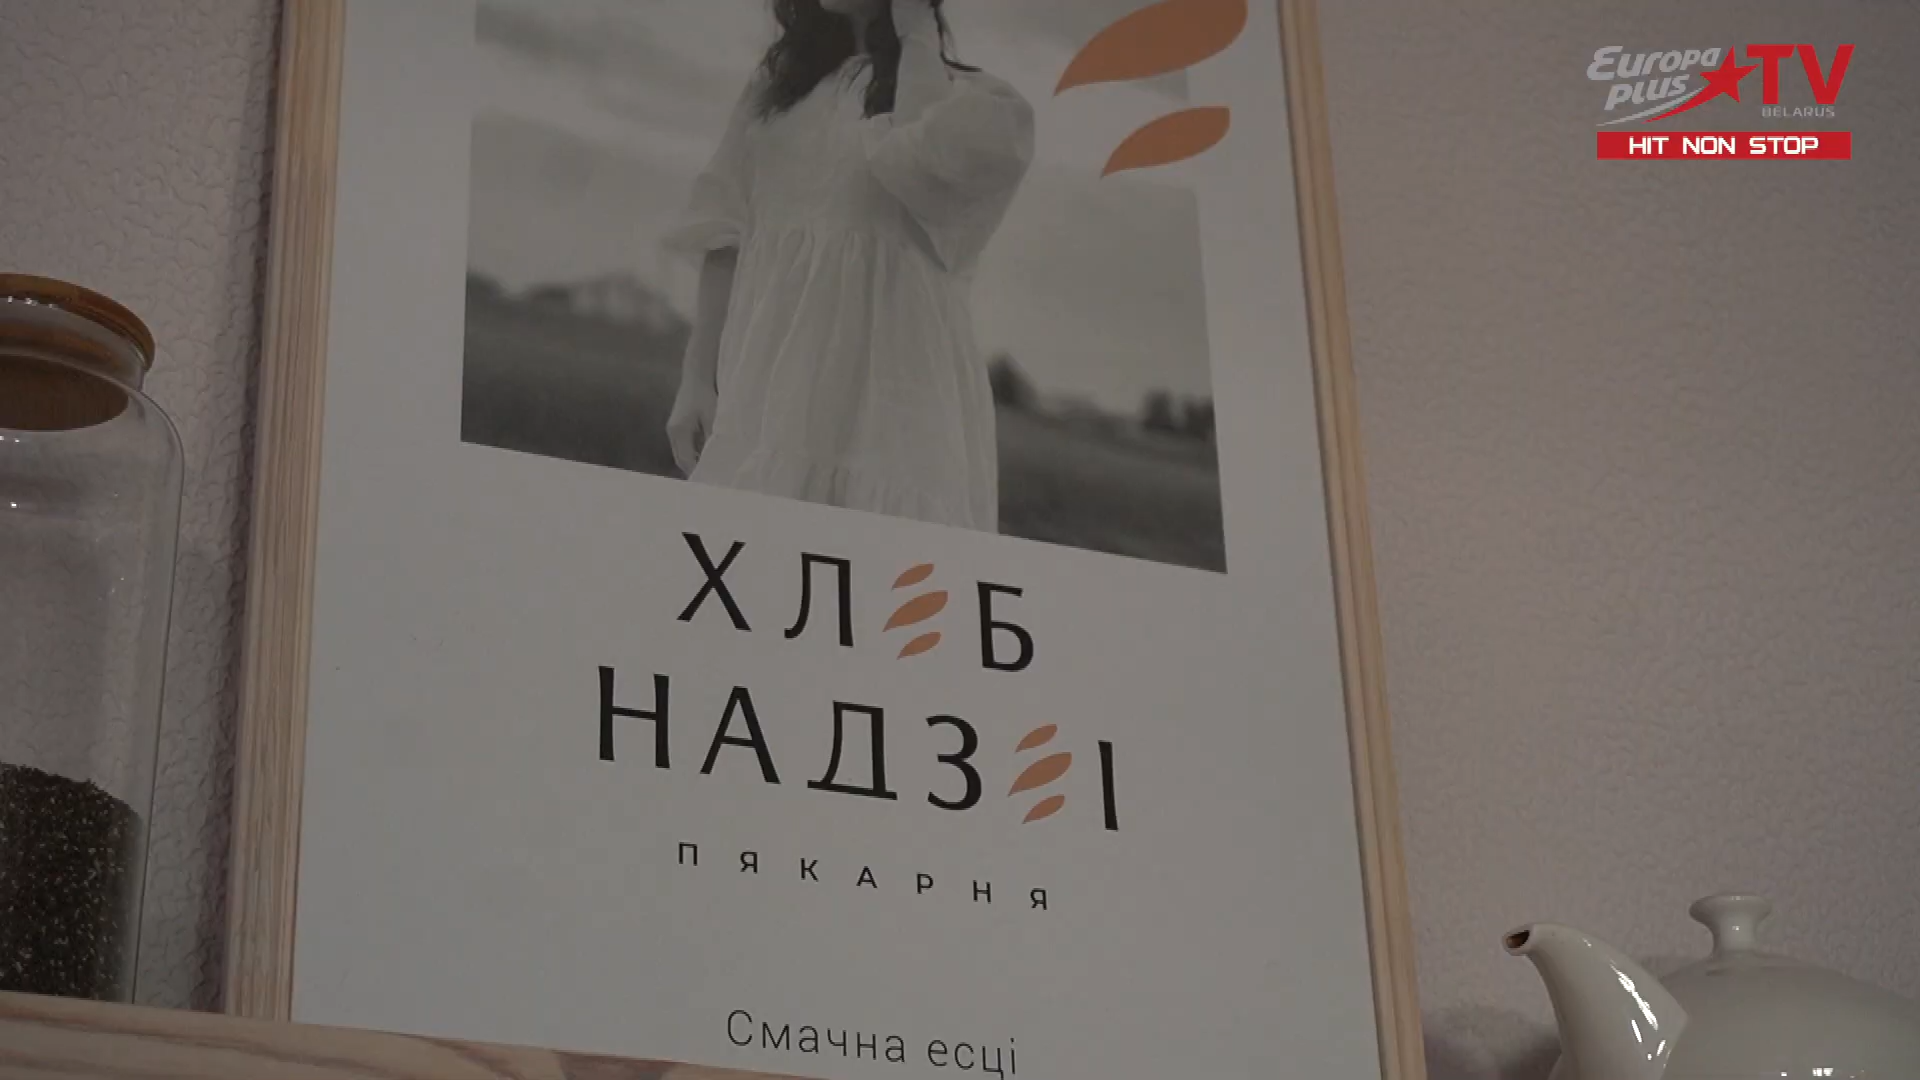 Europa
plus TV
BELARUS
HIT NON STOP
ХЛЕБ
НАДЗЕІ
ПЯКАРНЯ
Смачна есці